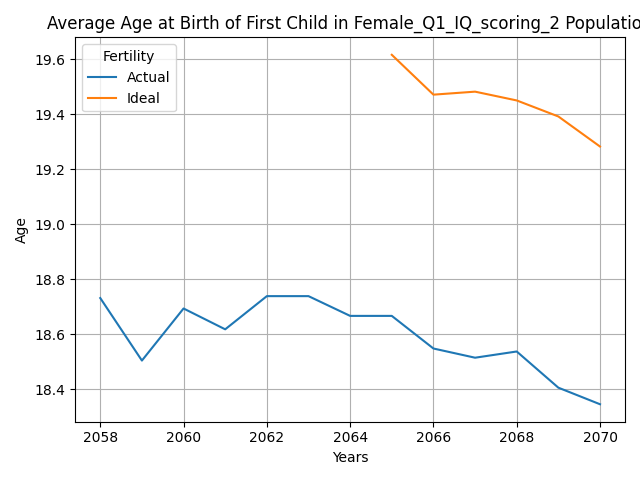 Average Age at Birth of First Child in Female_Q1_IQ_scoring_2 Populatio
Fertility
Actual
Ideal
19.6
19.4
19.2
19.0
18.8
18.6
18.4
Age
2058 2060 2062 2064 2066 2068 2070
Years